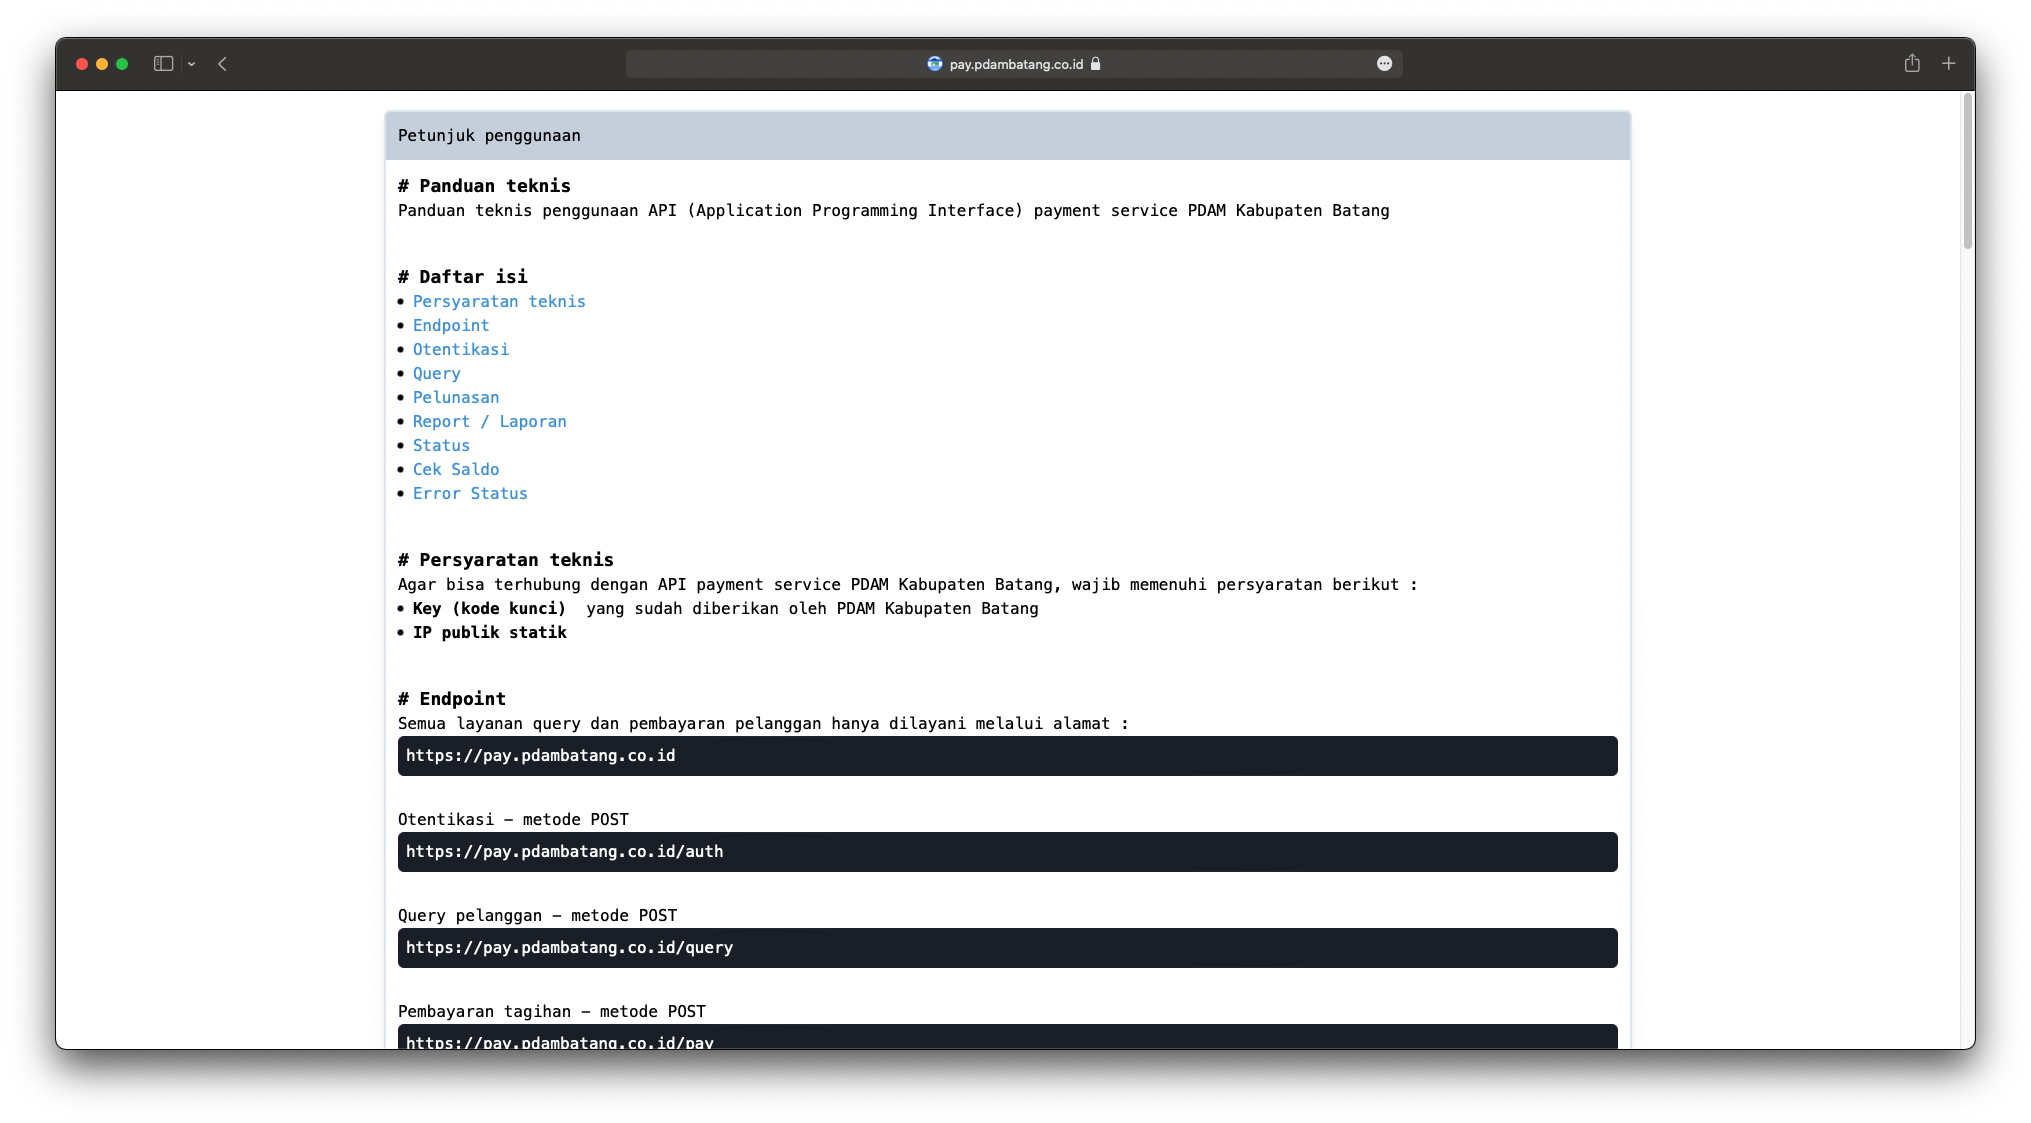 pay.pdambatang.co.id
Petunjuk penggunaan
# Panduan teknis
Panduan teknis penggunaan API (Application Programming Interface) payment service PDAM Kabupaten Batang
# Daftar isi
• Persyaratan teknis
• Endpoint
• Otentikasi
• Query
• Pelunasan
• Report / Laporan
• Status
• Cek Saldo
• Error Status
# Persyaratan teknis
Agar bisa terhubung dengan API payment service PDAM Kabupaten Batang, wajib memenuhi persyaratan berikut :
• Key (kode kunci) yang sudah diberikan oleh PDAM Kabupaten Batang
• IP publik statik
# Endpoint
Semua layanan query dan pembayaran pelanggan hanya dilayani melalui alamat :
https://pay.pdambatang.co.id
Otentikasi – metode POST
https://pay.pdambatang.co.id/auth
Query pelanggan – metode POST
https://pay.pdambatang.co.id/query
Pembayaran tagihan – metode POST
https://pay.pdambatang.co.id/pay